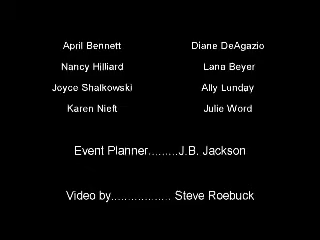 April Bennett Diane DeAgazio
Nancy Hilliard Lana Beyer
Joyce Shalkowski Ally Lunday
Karen Nieft Julie Word
Event Planner.........J.B. Jackson
Video by.................. Steve Roebuck